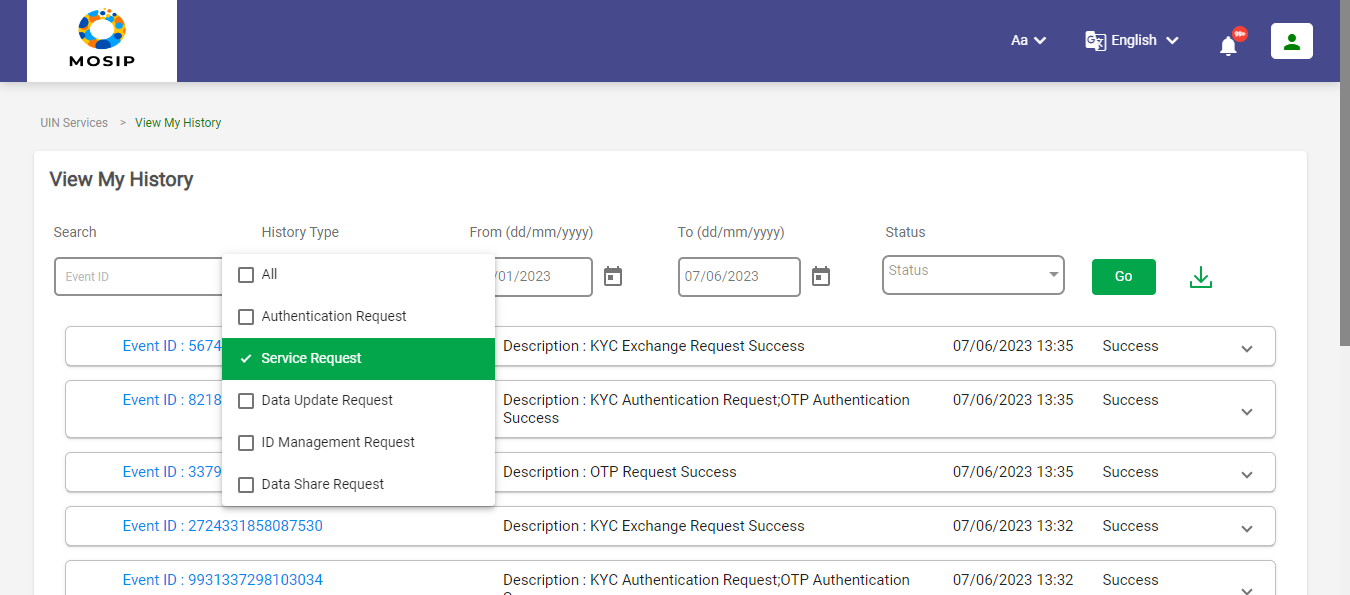 MOSIP
Aa
English
99+
UIN Services > View My History
View My History
Search
History Type
From (dd/mm/yyyy)
To (dd/mm/yyyy)
Status
Event ID
/01/2023
07/06/2023
Status
Go
All
Authentication Request
Service Request
Data Update Request
ID Management Request
Data Share Request
Event ID : 5674
Description : KYC Exchange Request Success
07/06/2023 13:35
Success
Event ID : 8218
Description : KYC Authentication Request;OTP Authentication
Success
07/06/2023 13:35
Success
Event ID : 3379
Description : OTP Request Success
07/06/2023 13:35
Success
Event ID : 2724331858087530
Description : KYC Exchange Request Success
07/06/2023 13:32
Success
Event ID : 9931337298103034
Description : KYC Authentication Request;OTP Authentication
07/06/2023 13:32
Success